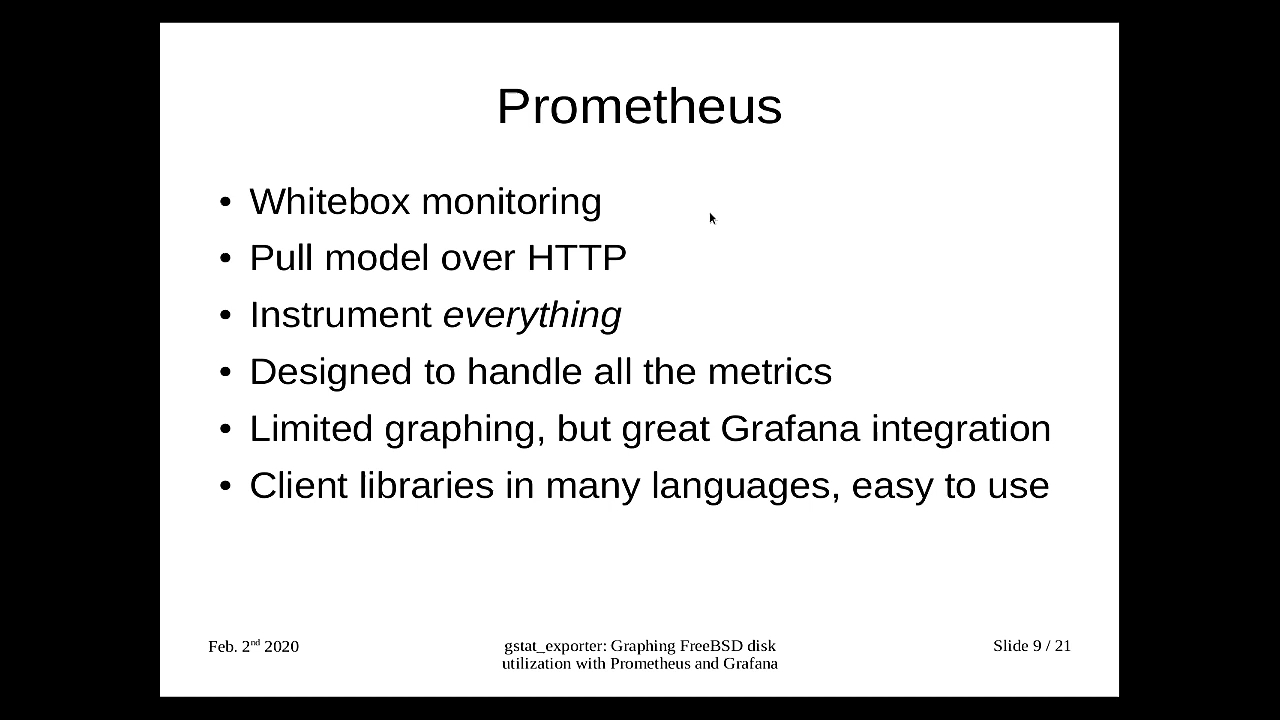 Prometheus
• Whitebox monitoring
• Pull model over HTTP
• Instrument everything
• Designed to handle all the metrics
• Limited graphing, but great Grafana integration
• Client libraries in many languages, easy to use
Feb. 2nd 2020
gstat_exporter: Graphing FreeBSD disk
utilization with Prometheus and Grafana
Slide 9 / 21